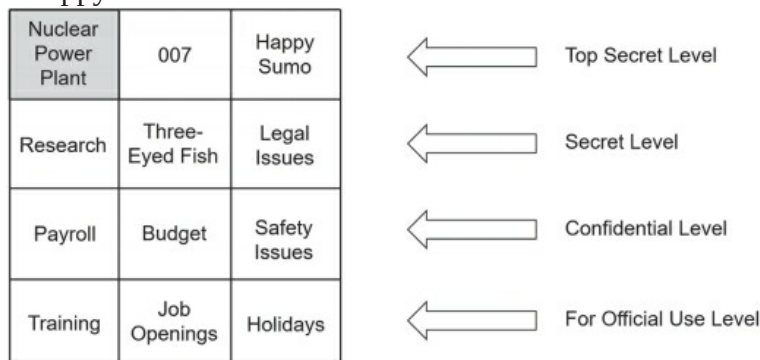 Nuclear
Power
Plant
007
Happy
Sumo
Top Secret Level
Research
Three-
Eyed Fish
Legal
Issues
Secret Level
Payroll
Budget
Safety
Issues
Confidential Level
Training
Job
Openings
Holidays
For Official Use Level